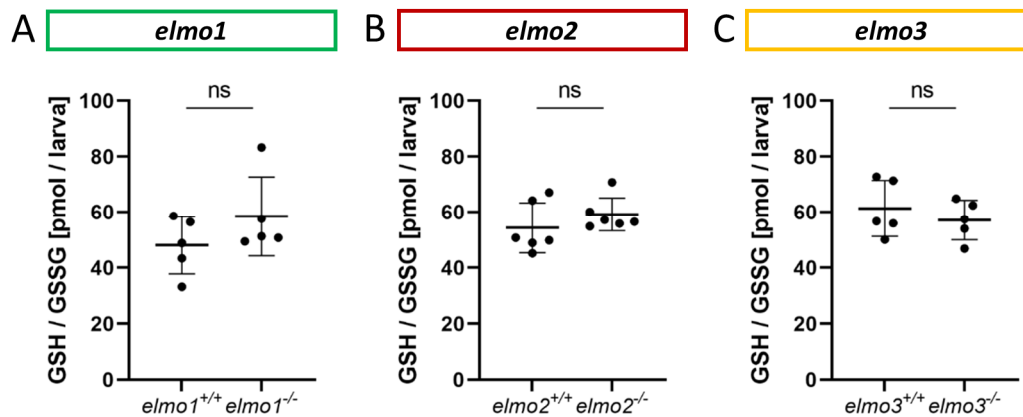 A elmo1
ns
GSH / GSSG [pmol / larva]
100
80
60
40
20
0
elmo1+/+ elmo1-/-
B elmo2
ns
GSH / GSSG [pmol / larva]
100
80
60
40
20
0
elmo2+/+ elmo2-/-
C elmo3
ns
GSH / GSSG [pmol / larva]
100
80
60
40
20
0
elmo3+/+ elmo3-/-